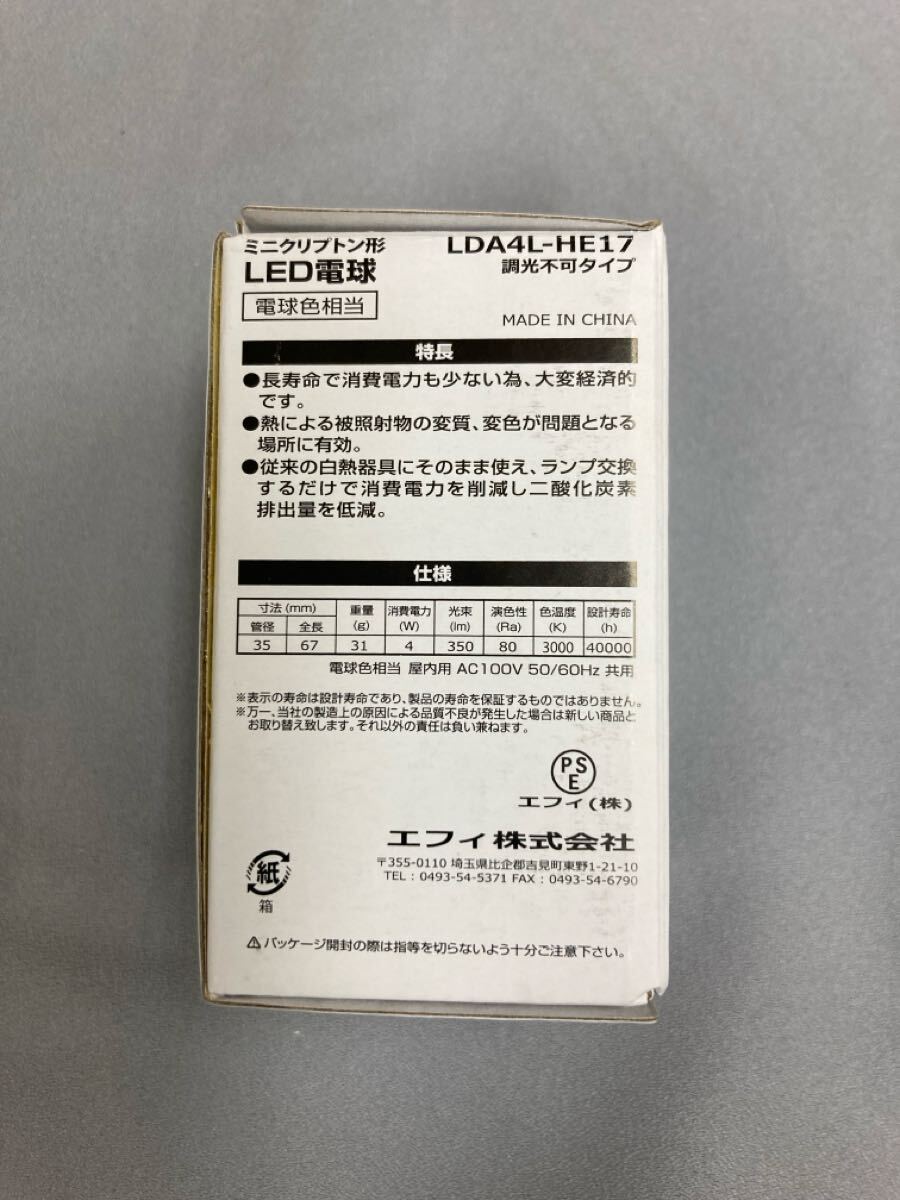 ミニクリプトン形 LDA4L-HE17
LED電球 調光不可タイプ
電球色相当
MADE IN CHINA
特長
●長寿命で消費電力も少ない為、大変経済的
です。
●熱による被照射物の変質、変色が問題となる
場所に有効。
●従来の白熱器具にそのまま使え、ランプ交換
するだけで消費電力を削減し二酸化炭素
排出量を低減。
仕様
寸法(mm) 重量 消費電力 光束 演色性 色温度 設計寿命
管径 全長 (g) (W) (lm) (Ra) (K) (h)
35 67 31 4 350 80 3000 40000
電球色相当 屋内用 AC100V 50/60Hz 共用
※表示の寿命は設計寿命であり、製品の寿命を保証するものではありません。
※万一、当社の製造上の原因による品質不良が発生した場合は新しい商品と
お取り替え致します。それ以外の責任は負い兼ねます。
PS
E
エフィ(株)
エフィ株式会社
〒355-0110 埼玉県比企郡吉見町東野1-21-10
TEL : 0493-54-5371 FAX : 0493-54-6790
紙
箱
⚠パッケージ開封の際は指等を切らないよう十分ご注意下さい。